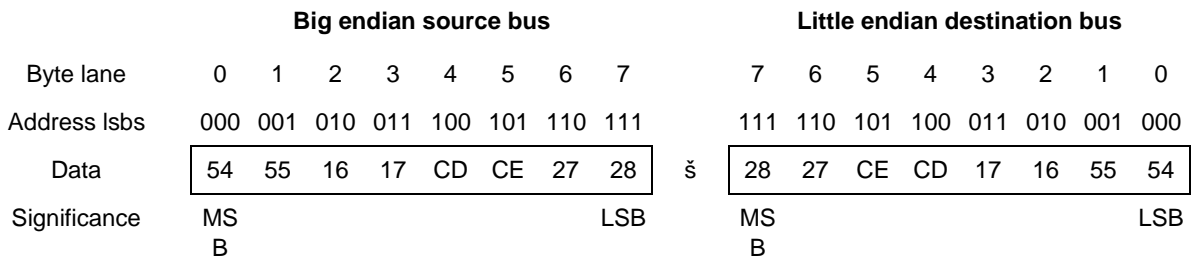 Big endian source bus Little endian destination bus
Byte lane 0 1 2 3 4 5 6 7 7 6 5 4 3 2 1 0
Address lsbs 000 001 010 011 100 101 110 111 111 110 101 100 011 010 001 000
Data 54 55 16 17 CD CE 27 28 š 28 27 CE CD 17 16 55 54
Significance MS LSB MS LSB
B B